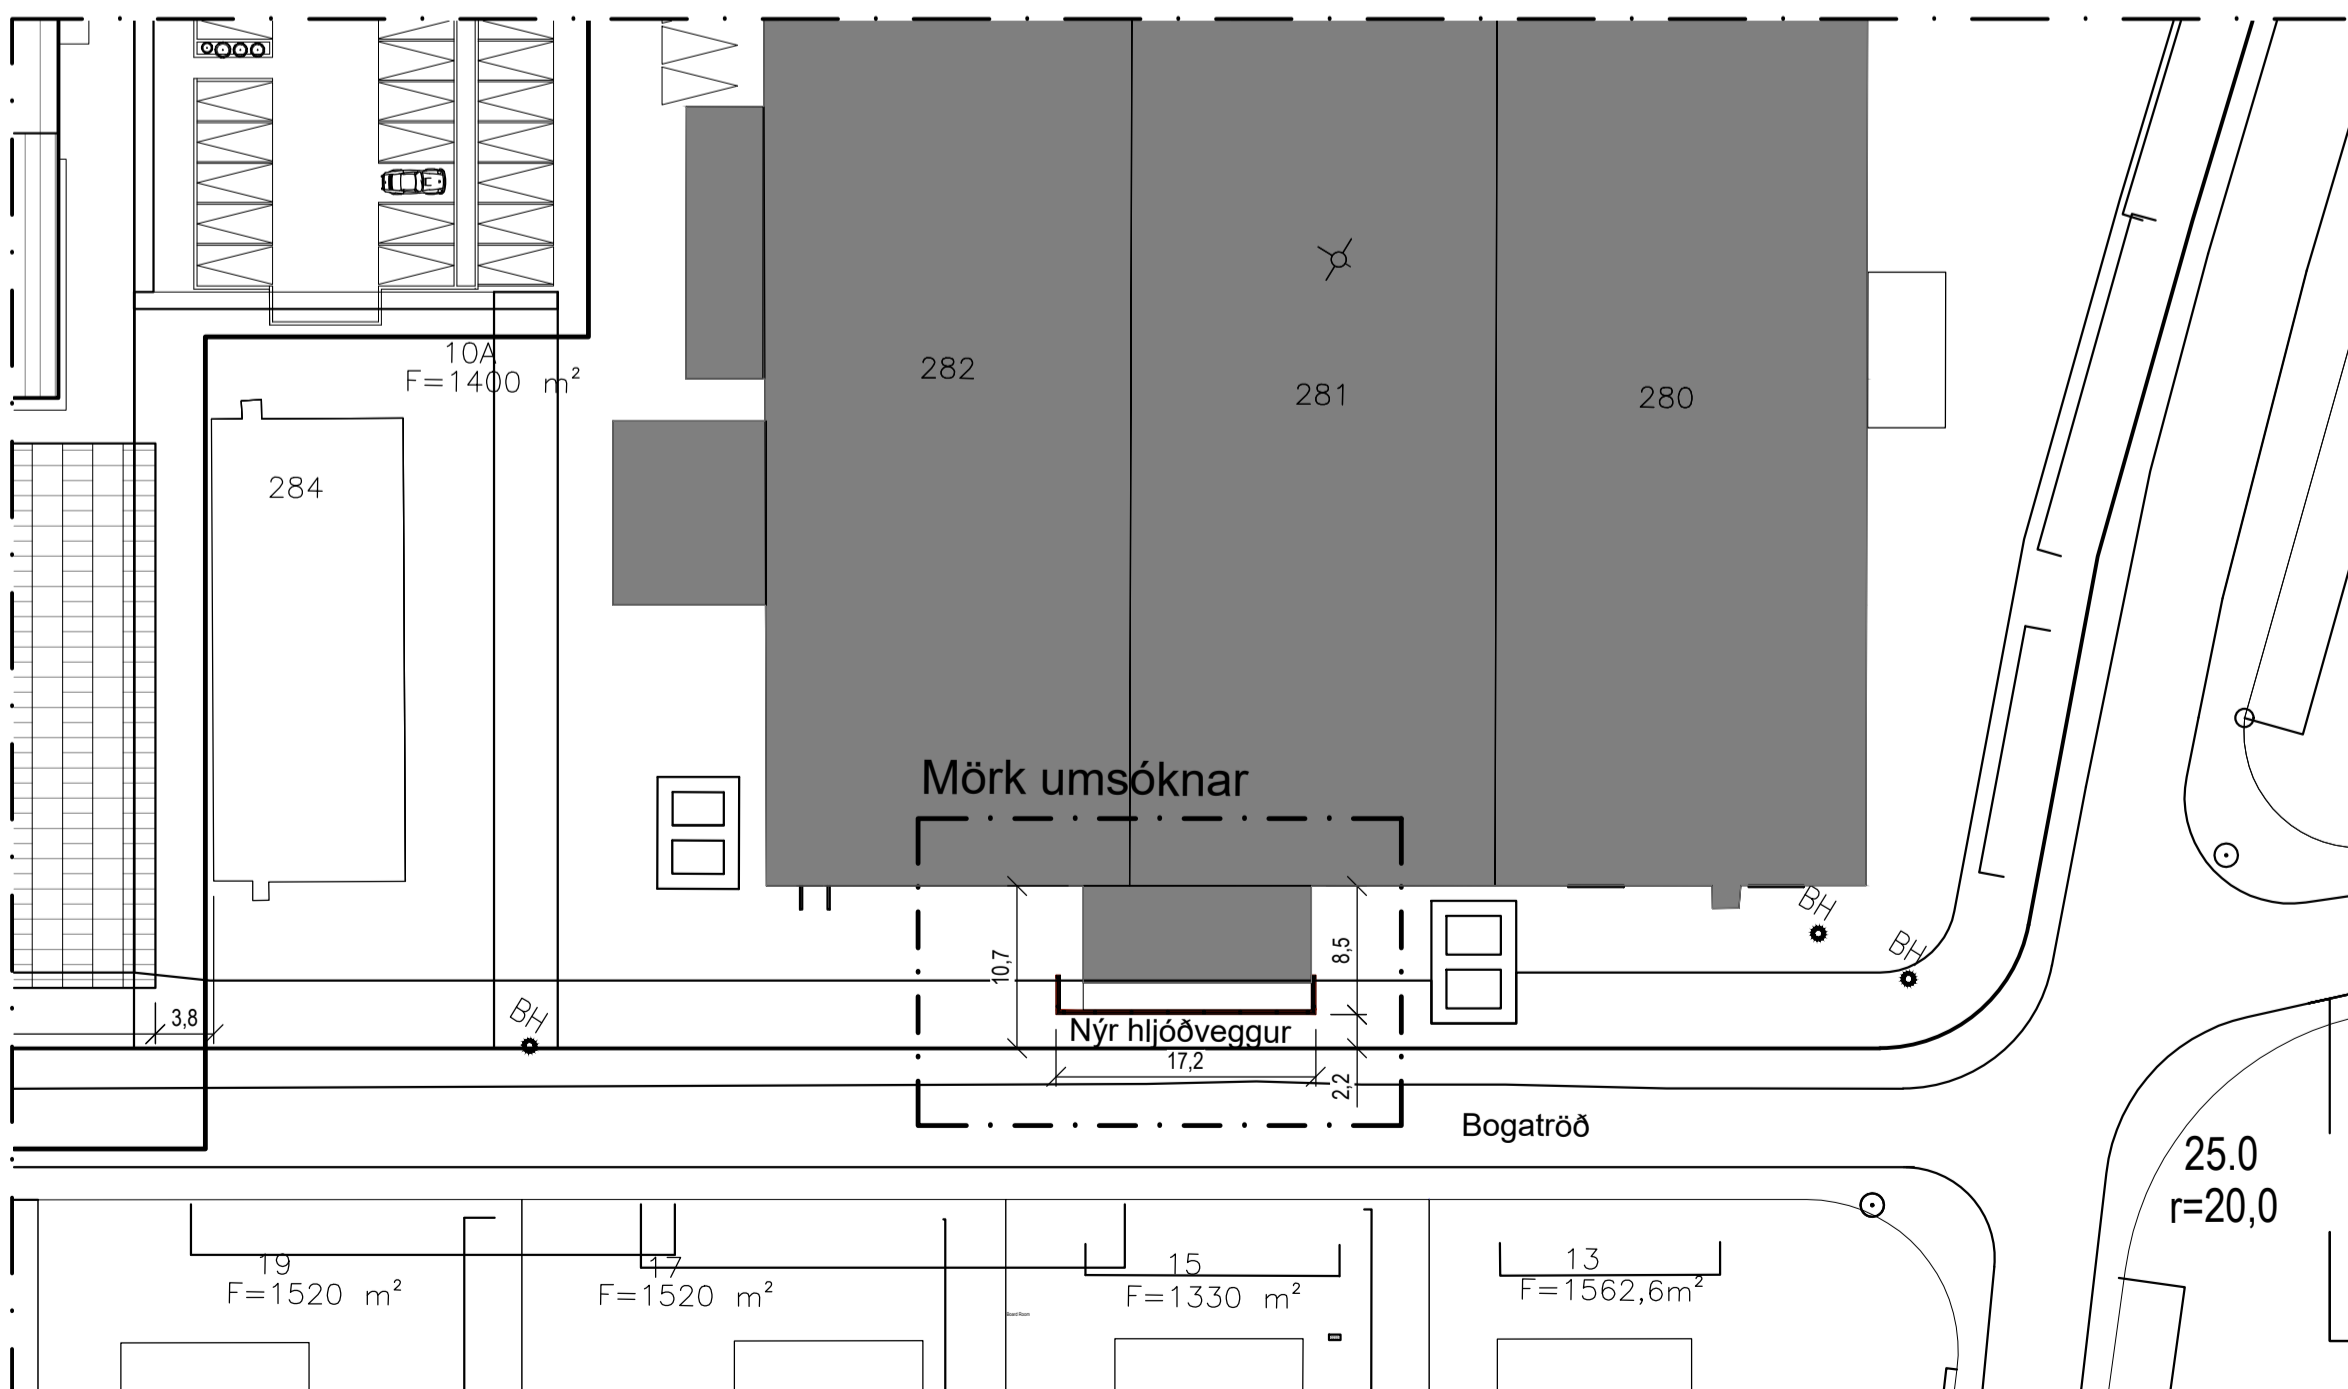 10A
F=1400 m²
282
281
280
284
Mörk umsóknar
BH
BH
10,7
8,5
3,8
BH
Nýr hljóðveggur
17,2
2,2
Bogatröð
25.0
r=20,0
19
F=1520 m²
17
F=1520 m²
15
F=1330 m²
13
F=1562,6m²
Board Room